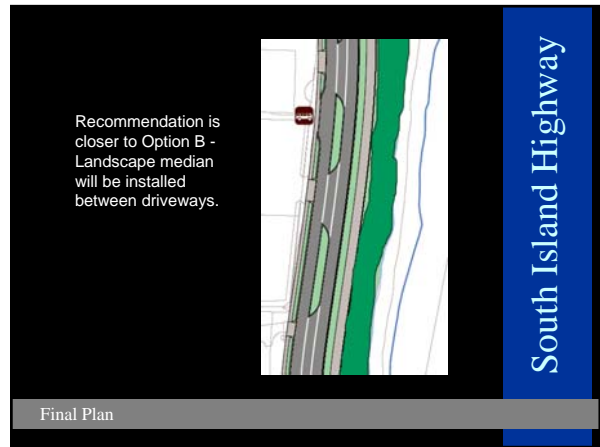 Recommendation is
closer to Option B -
Landscape median
will be installed
between driveways.
South Island Highway
Final Plan